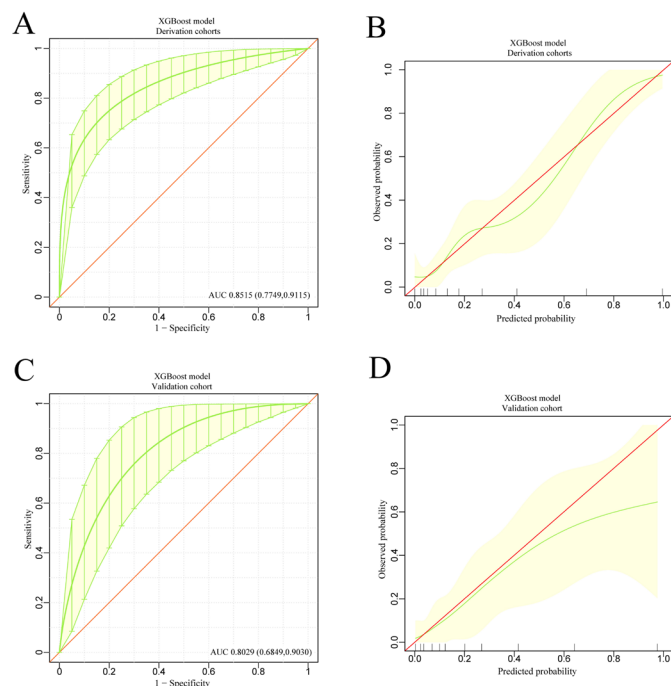 A
XGBoost model
Derivation cohorts
Sensitivity
0 0.2 0.4 0.6 0.8 1
AUC 0.8515 (0.7749,0.9115)
0 0.2 0.4 0.6 0.8 1
1 − Specificity
B
XGBoost model
Derivation cohorts
Observed probability
0.0 0.2 0.4 0.6 0.8 1.0
0.0 0.2 0.4 0.6 0.8 1.0
Predicted probability
C
XGBoost model
Validation cohort
Sensitivity
0 0.2 0.4 0.6 0.8 1
AUC 0.8029 (0.6849,0.9030)
0 0.2 0.4 0.6 0.8 1
1 − Specificity
D
XGBoost model
Validation cohort
Observed probability
0.0 0.2 0.4 0.6 0.8 1.0
0.0 0.2 0.4 0.6 0.8 1.0
Predicted probability